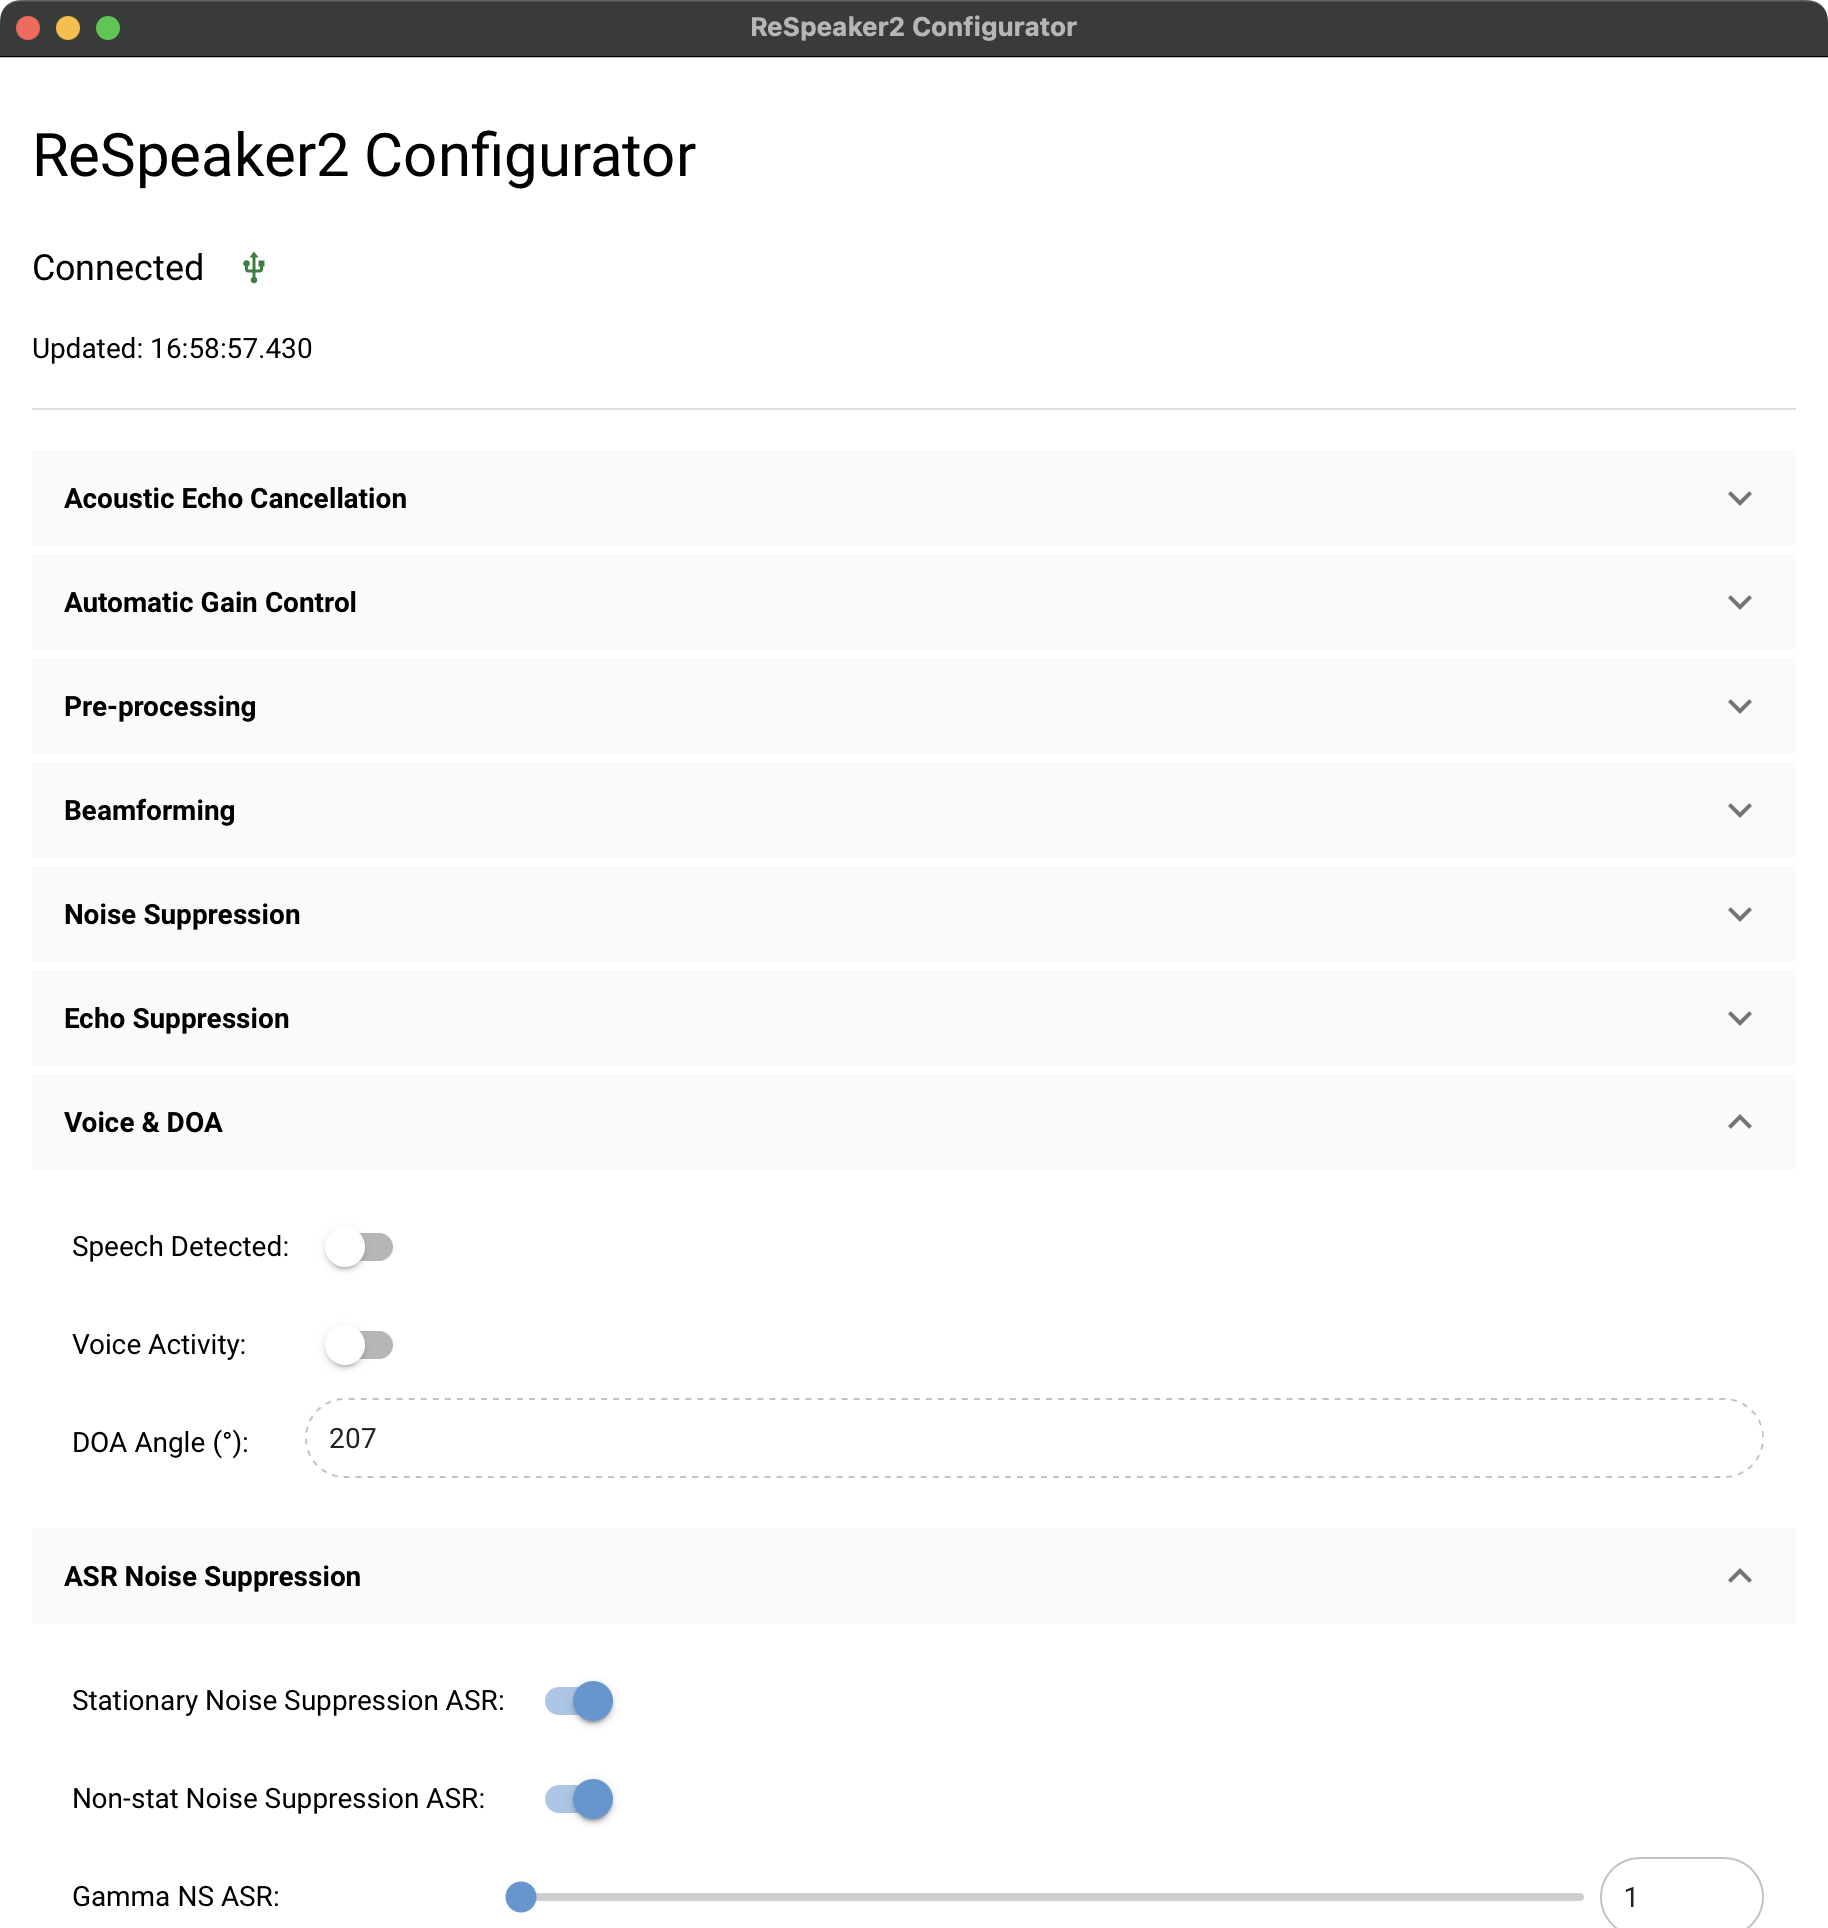 ReSpeaker2 Configurator
ReSpeaker2 Configurator
Connected
Updated: 16:58:57.430
Acoustic Echo Cancellation
Automatic Gain Control
Pre-processing
Beamforming
Noise Suppression
Echo Suppression
Voice & DOA
Speech Detected:
Voice Activity:
DOA Angle (°): 207
ASR Noise Suppression
Stationary Noise Suppression ASR:
Non-stat Noise Suppression ASR:
Gamma NS ASR: 1